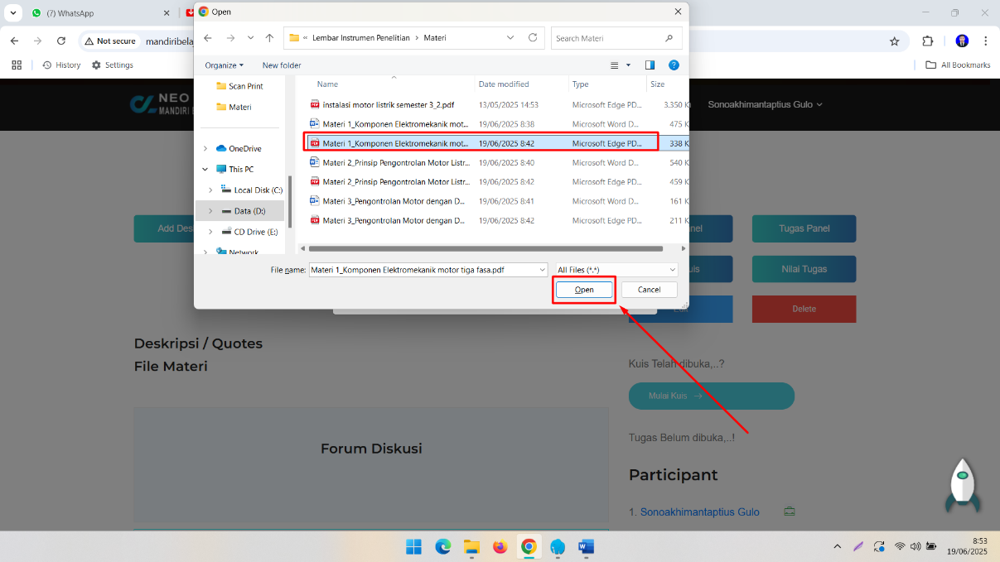 (7) WhatsApp
Open
Not secure
mandiribela
Lembar Instrumen Penelitian
Materi
Search Materi
History
Settings
All Bookmarks
Organize
New folder
NEO
MANDIRI
Sonoakhimantaptius Gulo
Scan Print
Materi
OneDrive
This PC
Local Disk (C:)
Data (D:)
CD Drive (E:)
Network
Name Date modified Type Size
Instalasi motor listrik semester 3_2.pdf 13/05/2025 14:53 Microsoft Edge PD... 3.350 K
Materi 1_Komponen Elektromekanik mot... 19/06/2025 8:38 Microsoft Word D... 475 K
Materi 1_Komponen Elektromekanik mot... 19/06/2025 8:42 Microsoft Edge PD... 338 K
Materi 2_Prinsip Pengontrolan Motor Listr... 19/06/2025 8:40 Microsoft Word D... 540 K
Materi 2_Prinsip Pengontrolan Motor Listr... 19/06/2025 8:42 Microsoft Edge PD... 459 K
Materi 3_Pengontrolan Motor dengan D... 19/06/2025 8:41 Microsoft Word D... 161 K
Materi 3_Pengontrolan Motor dengan D... 19/06/2025 8:42 Microsoft Edge PD... 211 K
File name: Materi 1_Komponen Elektromekanik motor tiga fasa.pdf
All Files (*.*)
Open
Cancel
Add Des
nel
Tugas Panel
uis
Nilai Tugas
Delete
Deskripsi / Quotes
File Materi
Forum Diskusi
Kuis Telah dibuka,..?
Mulai Kuis
Tugas Belum dibuka,..!
Participant
1. Sonoakhimantaptius Gulo
8:53
19/06/2025